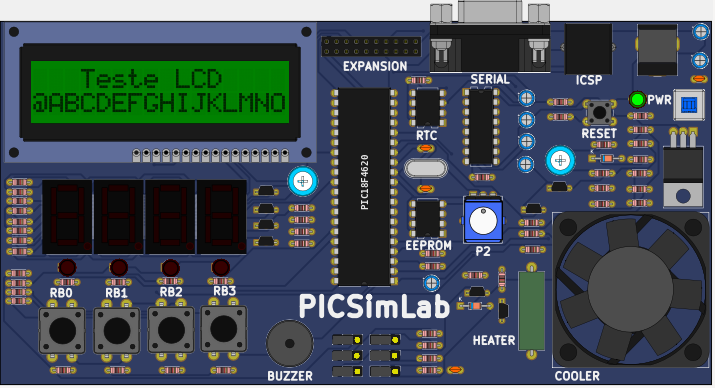 Teste LCD
@ABCDEFGHIJKLMNO
EXPANSION
SERIAL
ICSP
PWR
RTC
RESET
PIC18F4620
EEPROM
P2
RB0
RB1
RB2
RB3
PICSimLab
K
HEATER
BUZZER
COOLER